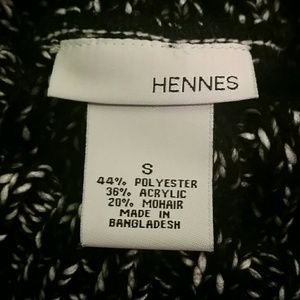 HENNES
S
44% POLYESTER
36% ACRYLIC
20% MOHAIR
MADE IN
BANGLADESH